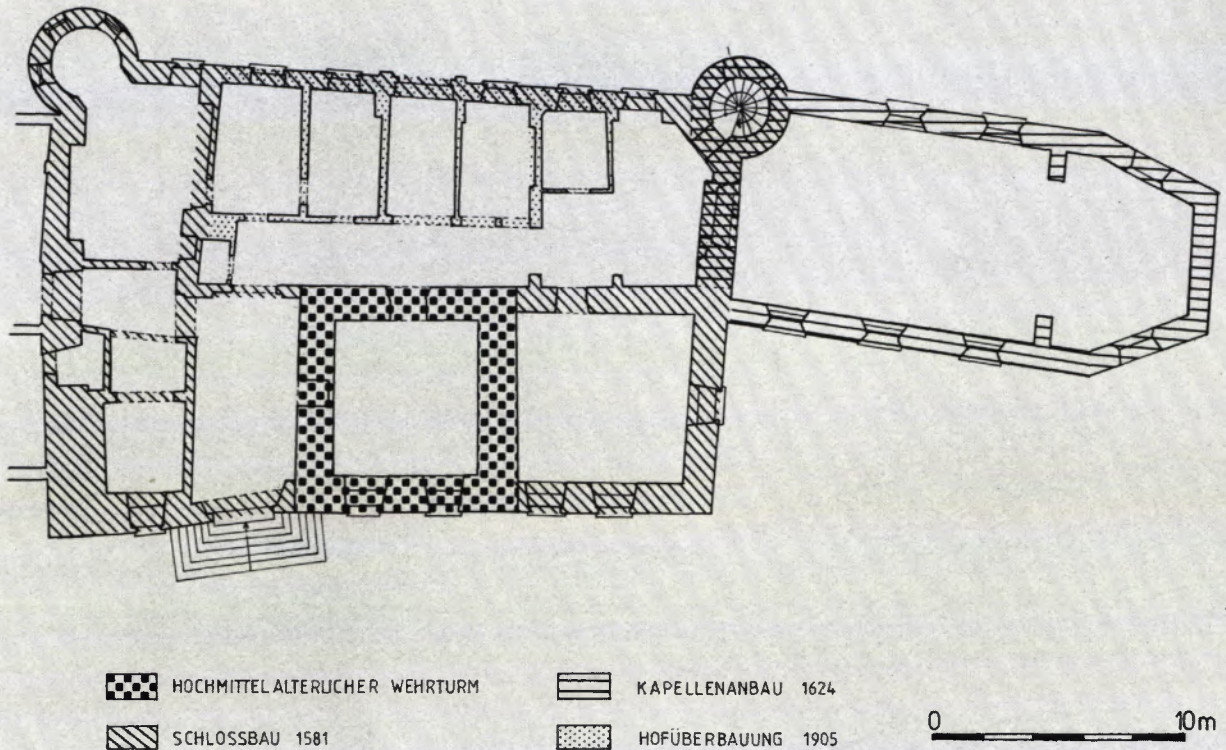 HOCHMITTELALTERLICHER WEHRTURM
SCHLOSSBAU 1581
KAPELLENANBAU 1624
HOFÜBERBAUUNG 1905
0 10m